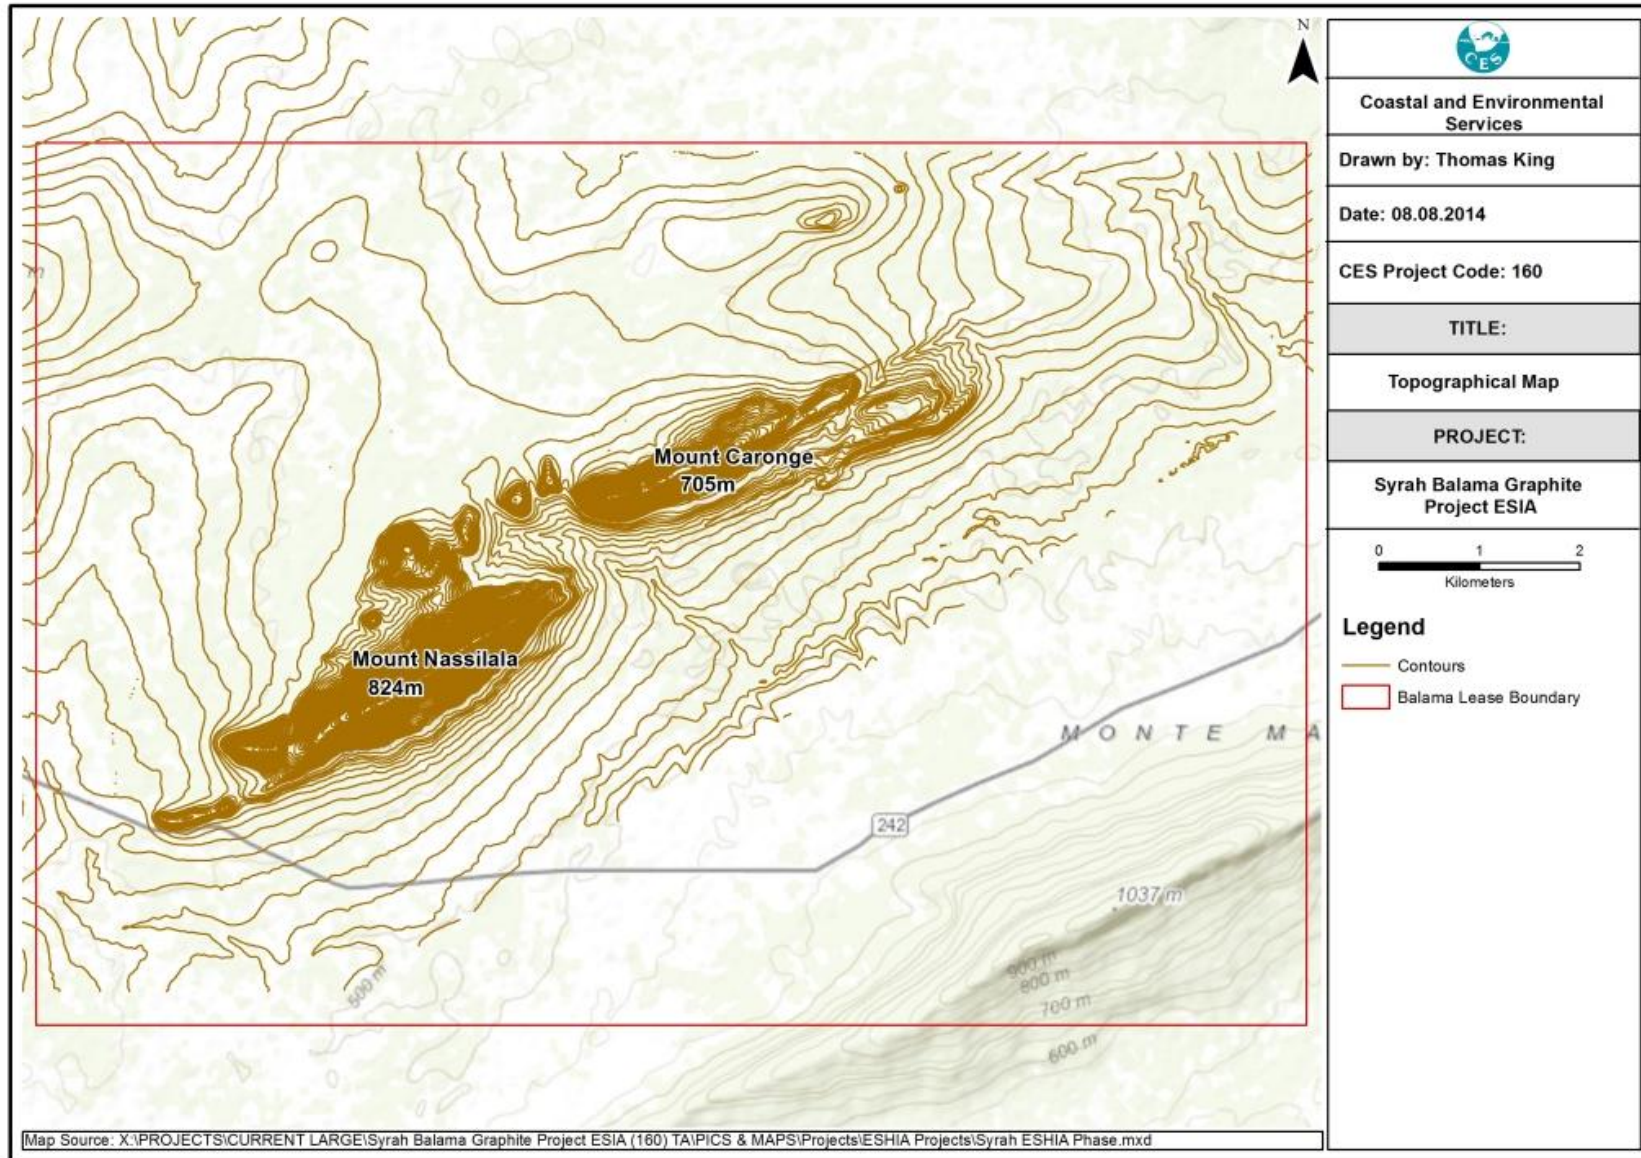 N
m
Mount Caronge
705m
Mount Nassilala
824m
MONTE MA
242
1037 m
900 m
800 m
700 m
600 m
500 m
Map Source: X:\PROJECTS\CURRENT LARGE\Syrah Balama Graphite Project ESIA (160) TA\PICS & MAPS\Projects\ESHIA Projects\Syrah ESHIA Phase.mxd
CES
Coastal and Environmental
Services
Drawn by: Thomas King
Date: 08.08.2014
CES Project Code: 160
TITLE:
Topographical Map
PROJECT:
Syrah Balama Graphite
Project ESIA
0 1 2
Kilometers
Legend
Contours
Balama Lease Boundary